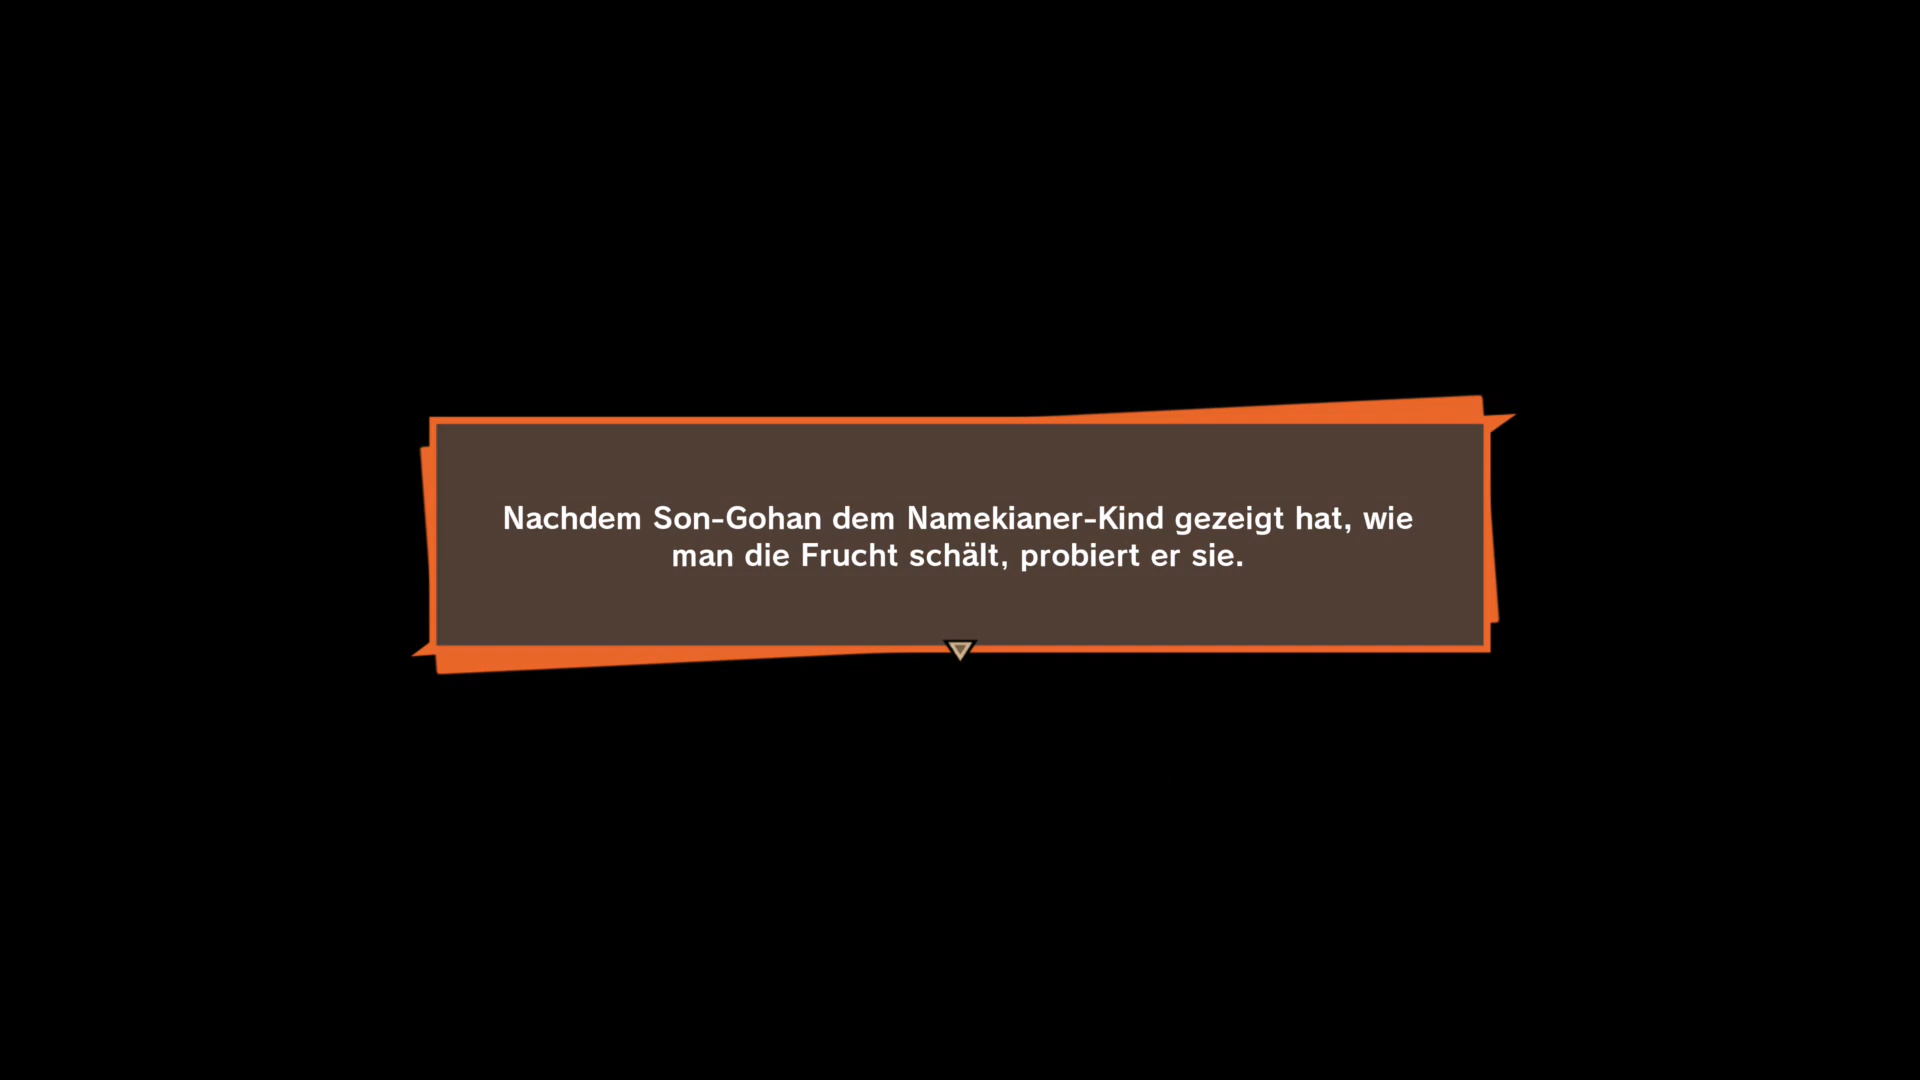 Nachdem Son-Gohan dem Namekianer-Kind gezeigt hat, wie
man die Frucht schält, probiert er sie.